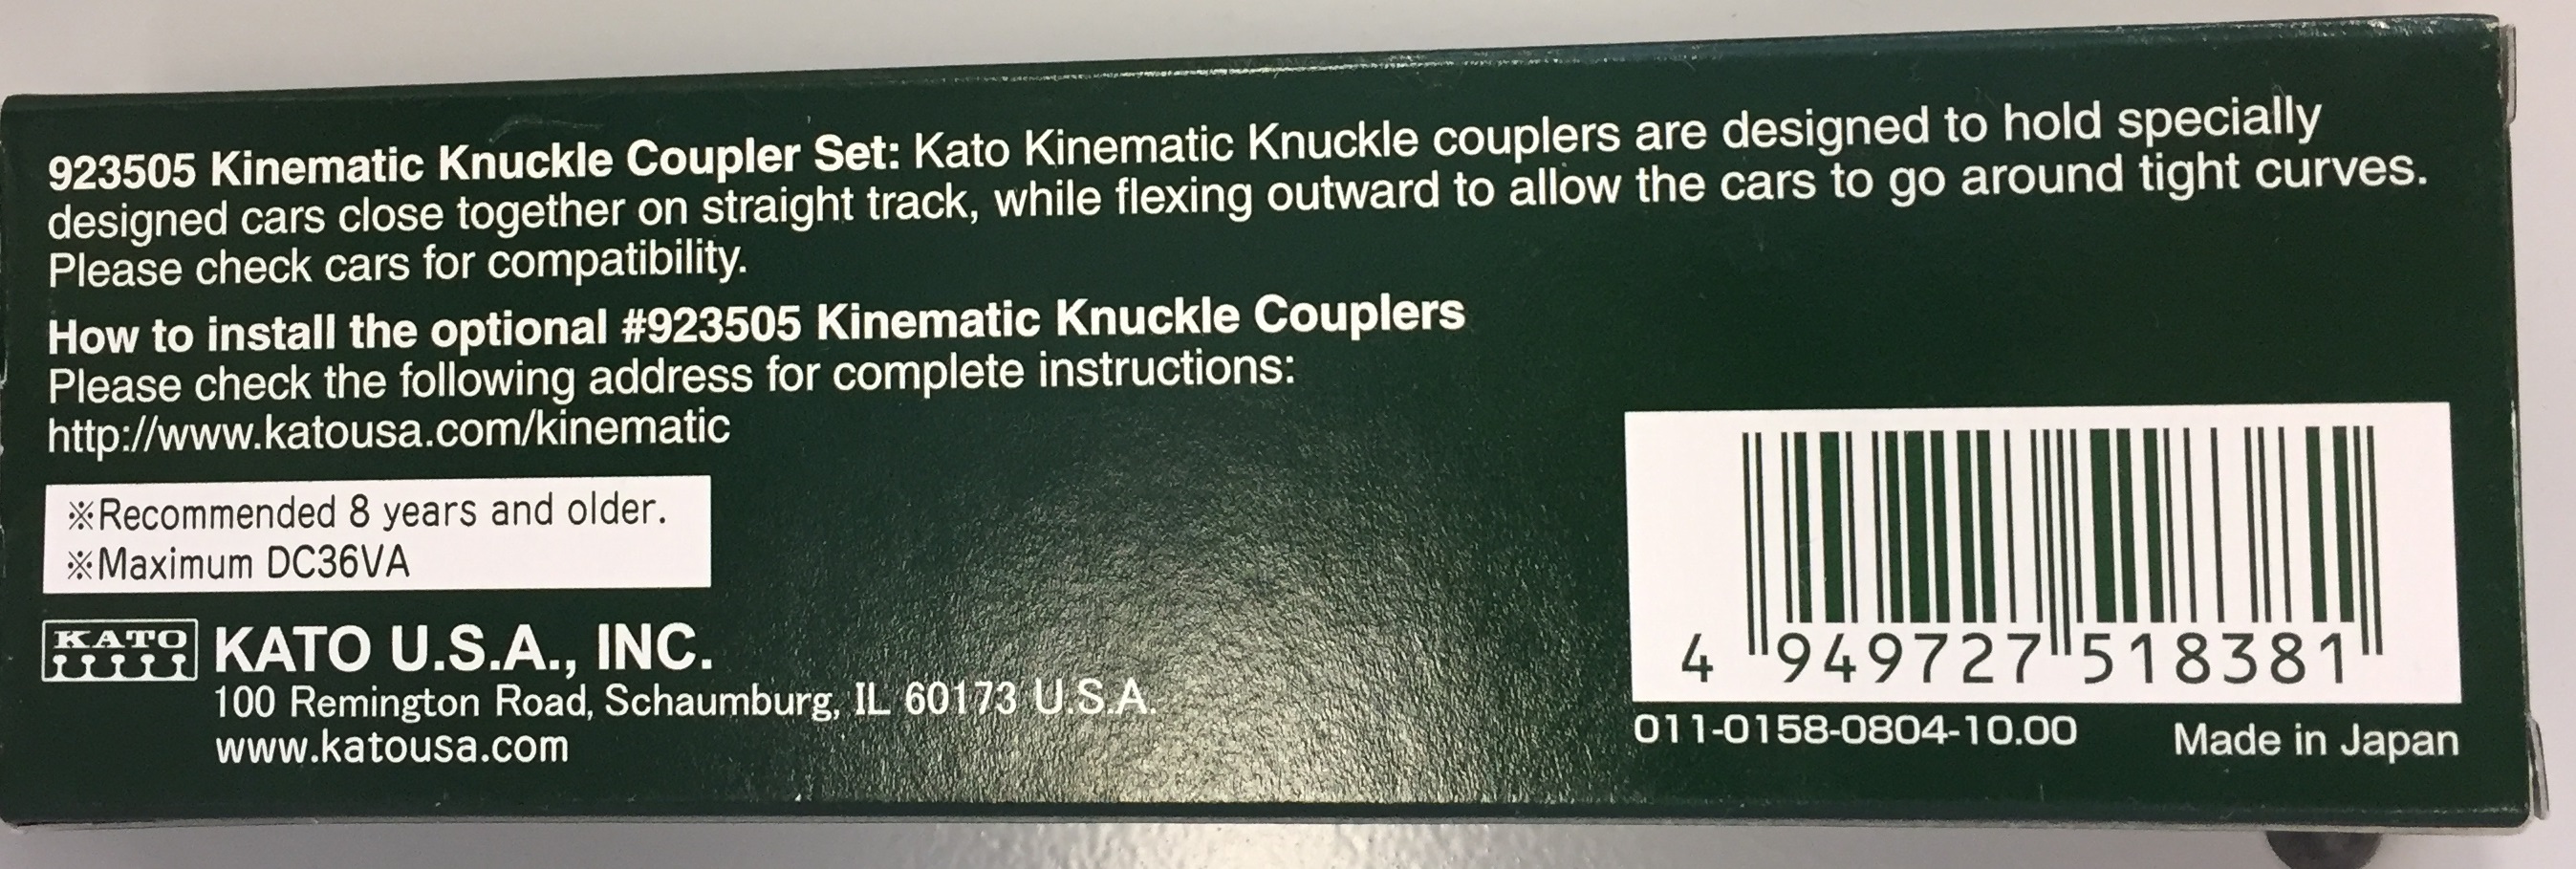 923505 Kinematic Knuckle Coupler Set: Kato Kinematic Knuckle couplers are designed to hold specially
designed cars close together on straight track, while flexing outward to allow the cars to go around tight curves.
Please check cars for compatibility.
How to install the optional #923505 Kinematic Knuckle Couplers
Please check the following address for complete instructions:
http://www.katousa.com/kinematic
※Recommended 8 years and older.
※Maximum DC36VA
KATO KATO U.S.A., INC.
100 Remington Road, Schaumburg, IL 60173 U.S.A.
www.katousa.com
4 949727 518381
011-0158-0804-10.00 Made in Japan